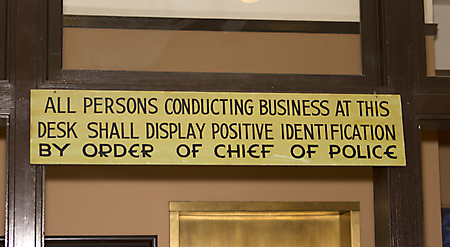 ALL PERSONS CONDUCTING BUSINESS AT THIS
DESK SHALL DISPLAY POSITIVE IDENTIFICATION
BY ORDER OF CHIEF OF POLICE